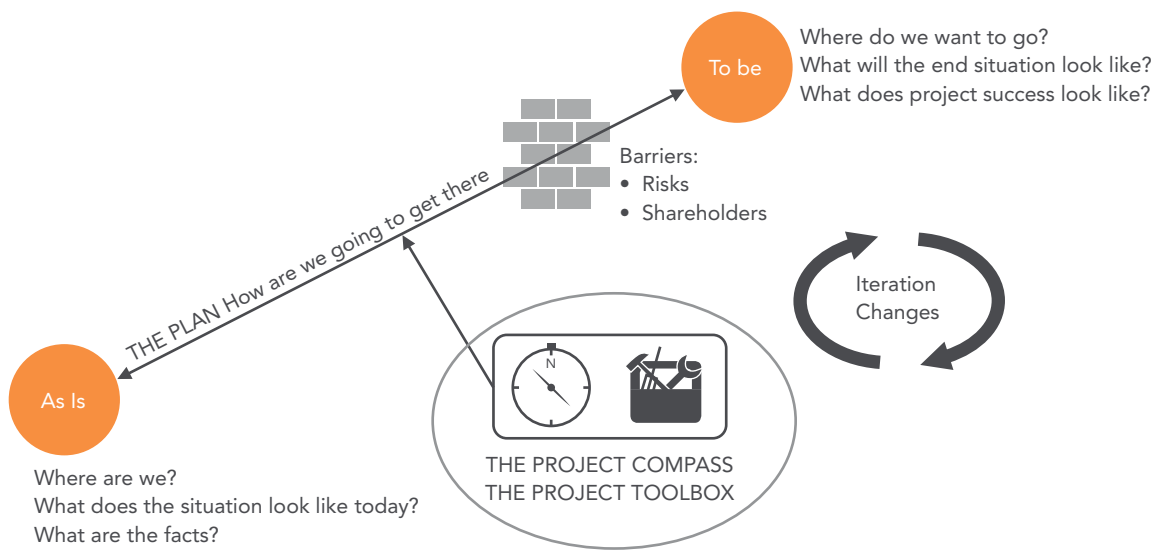 To be
Where do we want to go?
What will the end situation look like?
What does project success look like?
Barriers:
• Risks
• Shareholders
THE PLAN How are we going to get there
Iteration
Changes
As Is
Where are we?
What does the situation look like today?
What are the facts?
N
THE PROJECT COMPASS
THE PROJECT TOOLBOX